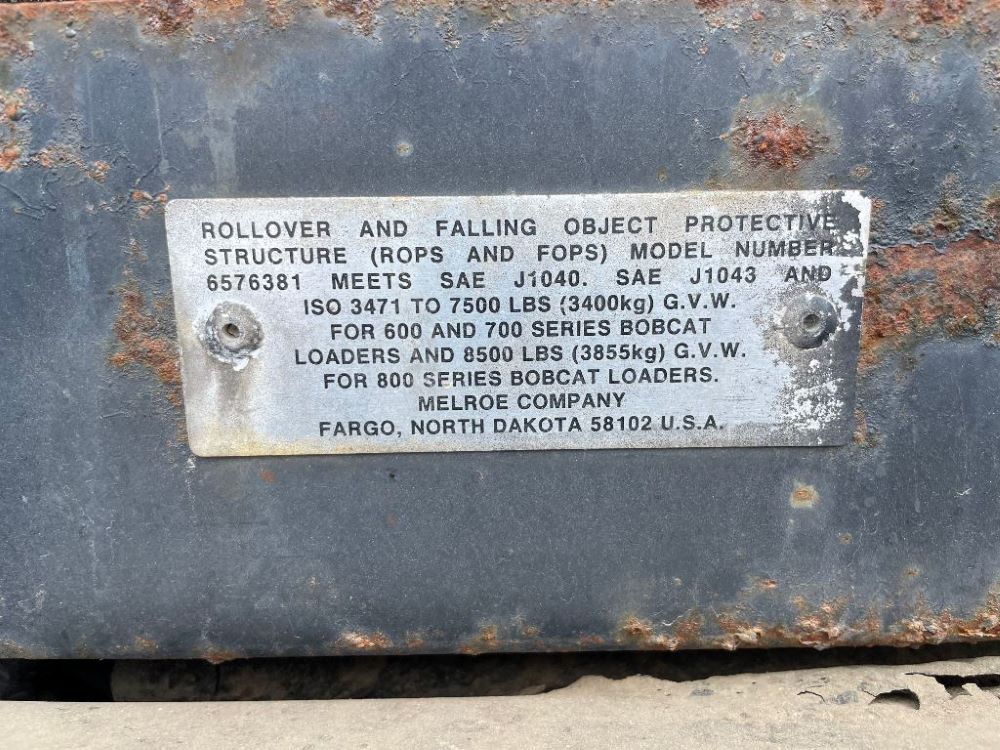 ROLLOVER AND FALLING OBJECT PROTECTIVE
STRUCTURE (ROPS AND FOPS) MODEL NUMBER
6576381 MEETS SAE J1040. SAE J1043 AND
ISO 3471 TO 7500 LBS (3400kg) G.V.W.
FOR 600 AND 700 SERIES BOBCAT
LOADERS AND 8500 LBS (3855kg) G.V.W.
FOR 800 SERIES BOBCAT LOADERS.
MELROE COMPANY
FARGO, NORTH DAKOTA 58102 U.S.A.